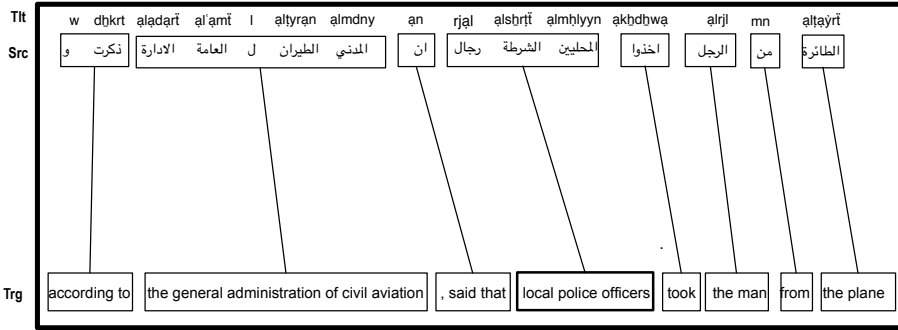 Tlt w dẖkrt ạlạdạrẗ ạlʿạmẗ l ạlṭyrạn ạlmdny ạn rjạl ạlsẖrṭẗ ạlmḥlyyn ạkẖdẖwạ ạlrjl mn ạlṭạỷrẗ
Src و ذكرت الادارة العامة ل الطيران المدني ان رجال الشرطة المحليين اخذوا الرجل من الطائرة
.
Trg according to the general administration of civil aviation , said that local police officers took the man from the plane